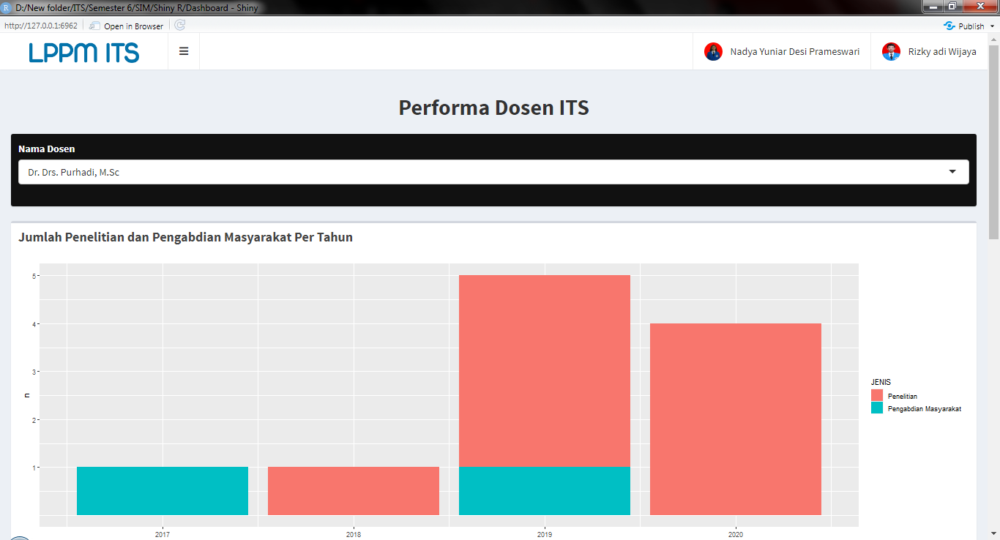 D:/New folder/ITS/Semester 6/SIM/Shiny R/Dashboard - Shiny
http://127.0.0.1:6962 Open in Browser Publish
LPPM ITS Nadya Yuniar Desi Prameswari Rizky adi Wijaya
Performa Dosen ITS
Nama Dosen
Dr. Drs. Purhadi, M.Sc
Jumlah Penelitian dan Pengabdian Masyarakat Per Tahun
5
4
3
2
1
n
2017 2018 2019 2020
JENIS
Penelitian
Pengabdian Masyarakat